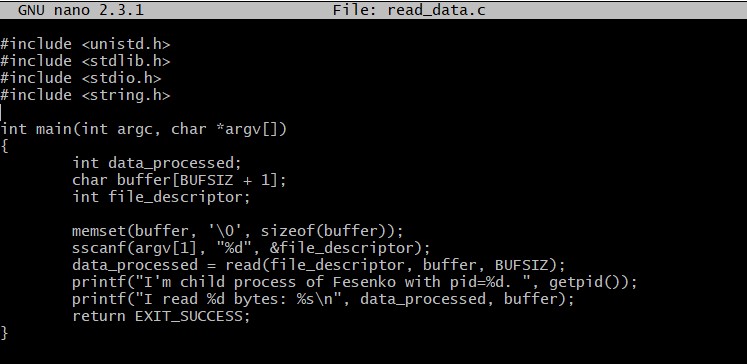 GNU nano 2.3.1 File: read_data.c
#include <unistd.h>
#include <stdlib.h>
#include <stdio.h>
#include <string.h>
int main(int argc, char *argv[])
{
        int data_processed;
        char buffer[BUFSIZ + 1];
        int file_descriptor;
        memset(buffer, '\0', sizeof(buffer));
        sscanf(argv[1], "%d", &file_descriptor);
        data_processed = read(file_descriptor, buffer, BUFSIZ);
        printf("I'm child process of Fesenko with pid=%d. ", getpid());
        printf("I read %d bytes: %s\n", data_processed, buffer);
        return EXIT_SUCCESS;
}